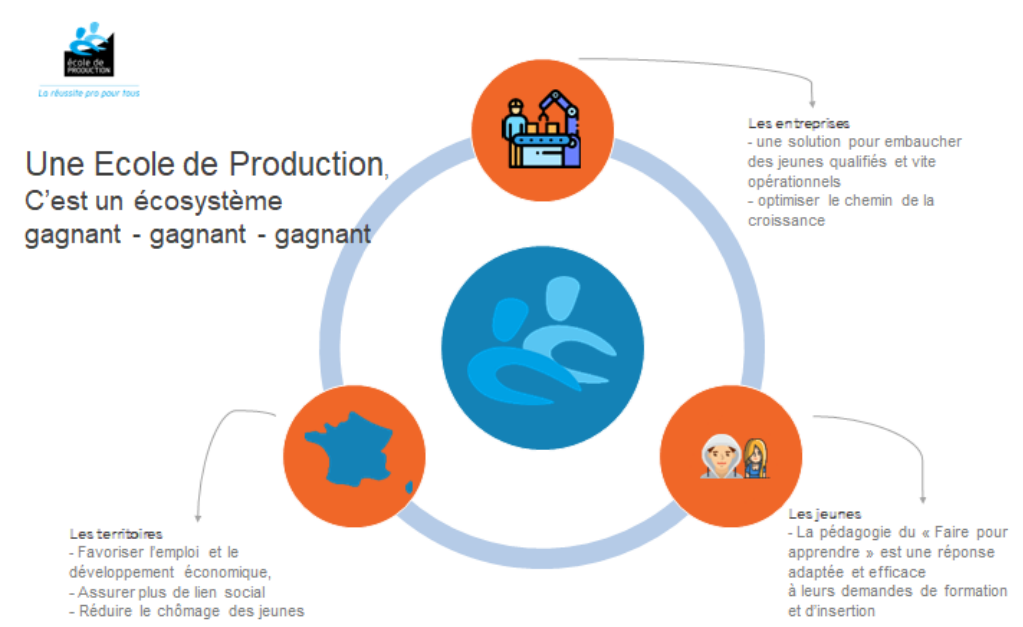 école de
PRODUCTION
La réussite pro pour tous
Une Ecole de Production,
C’est un écosystème
gagnant - gagnant - gagnant
Les entreprises
- une solution pour embaucher
des jeunes qualifiés et vite
opérationnels
- optimiser le chemin de la
croissance
Les territoires
- Favoriser l’emploi et le
développement économique,
- Assurer plus de lien social
- Réduire le chômage des jeunes
Les jeunes
- La pédagogie du « Faire pour
apprendre » est une réponse
adaptée et efficace
à leurs demandes de formation
et d’insertion